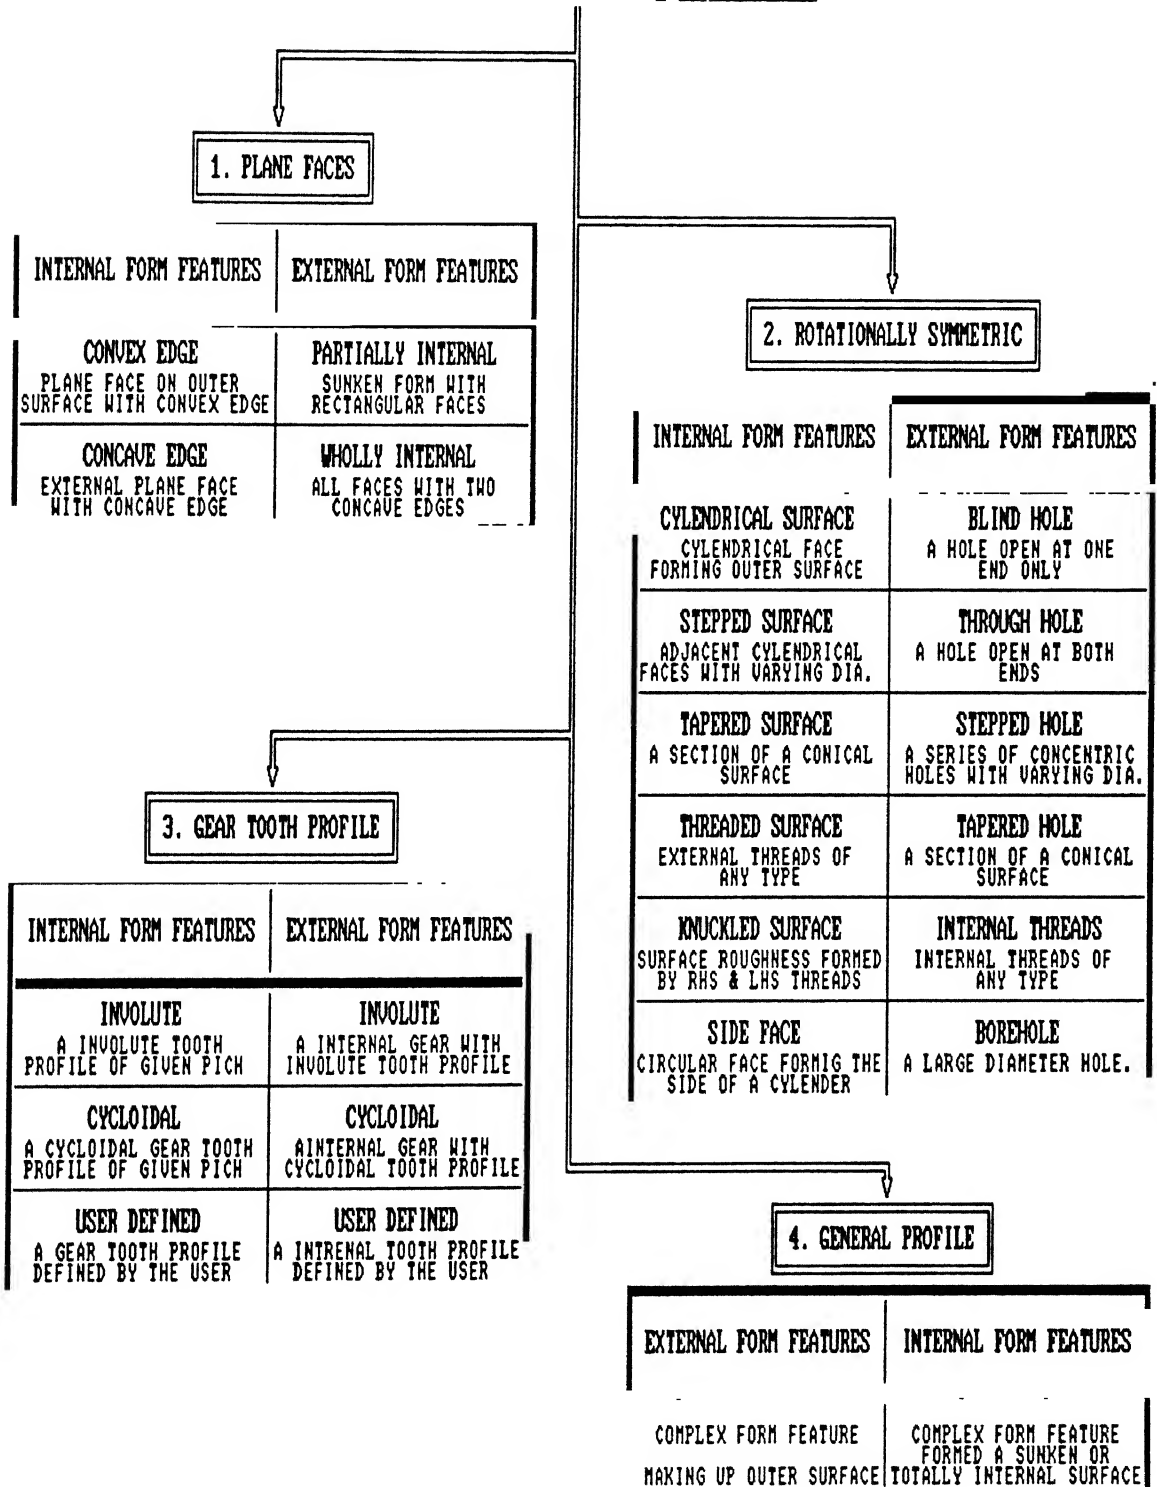 1. PLANE FACES
INTERNAL FORM FEATURES
EXTERNAL FORM FEATURES
CONVEX EDGE
PLANE FACE ON OUTER
SURFACE WITH CONVEX EDGE
PARTIALLY INTERNAL
SUNKEN FORM WITH
RECTANGULAR FACES
CONCAVE EDGE
EXTERNAL PLANE FACE
WITH CONCAVE EDGE
WHOLLY INTERNAL
ALL FACES WITH TWO
CONCAVE EDGES
2. ROTATIONALLY SYMMETRIC
INTERNAL FORM FEATURES
EXTERNAL FORM FEATURES
CYLENDRICAL SURFACE
CYLENDRICAL FACE
FORMING OUTER SURFACE
BLIND HOLE
A HOLE OPEN AT ONE
END ONLY
STEPPED SURFACE
ADJACENT CYLENDRICAL
FACES WITH VARYING DIA.
THROUGH HOLE
A HOLE OPEN AT BOTH
ENDS
TAPERED SURFACE
A SECTION OF A CONICAL
SURFACE
STEPPED HOLE
A SERIES OF CONCENTRIC
HOLES WITH VARYING DIA.
THREADED SURFACE
EXTERNAL THREADS OF
ANY TYPE
TAPERED HOLE
A SECTION OF A CONICAL
SURFACE
KNUCKLED SURFACE
SURFACE ROUGHNESS FORMED
BY RHS & LHS THREADS
INTERNAL THREADS
INTERNAL THREADS OF
ANY TYPE
SIDE FACE
CIRCULAR FACE FORMIG THE
SIDE OF A CYLENDER
BOREHOLE
A LARGE DIAMETER HOLE.
3. GEAR TOOTH PROFILE
INTERNAL FORM FEATURES
EXTERNAL FORM FEATURES
INVOLUTE
A INVOLUTE TOOTH
PROFILE OF GIVEN PICH
INVOLUTE
A INTERNAL GEAR WITH
INVOLUTE TOOTH PROFILE
CYCLOIDAL
A CYCLOIDAL GEAR TOOTH
PROFILE OF GIVEN PICH
CYCLOIDAL
AINTERNAL GEAR WITH
CYCLOIDAL TOOTH PROFILE
USER DEFINED
A GEAR TOOTH PROFILE
DEFINED BY THE USER
USER DEFINED
A INTRENAL TOOTH PROFILE
DEFINED BY THE USER
4. GENERAL PROFILE
EXTERNAL FORM FEATURES
INTERNAL FORM FEATURES
COMPLEX FORM FEATURE
MAKING UP OUTER SURFACE
COMPLEX FORM FEATURE
FORMED A SUNKEN OR
TOTALLY INTERNAL SURFACE